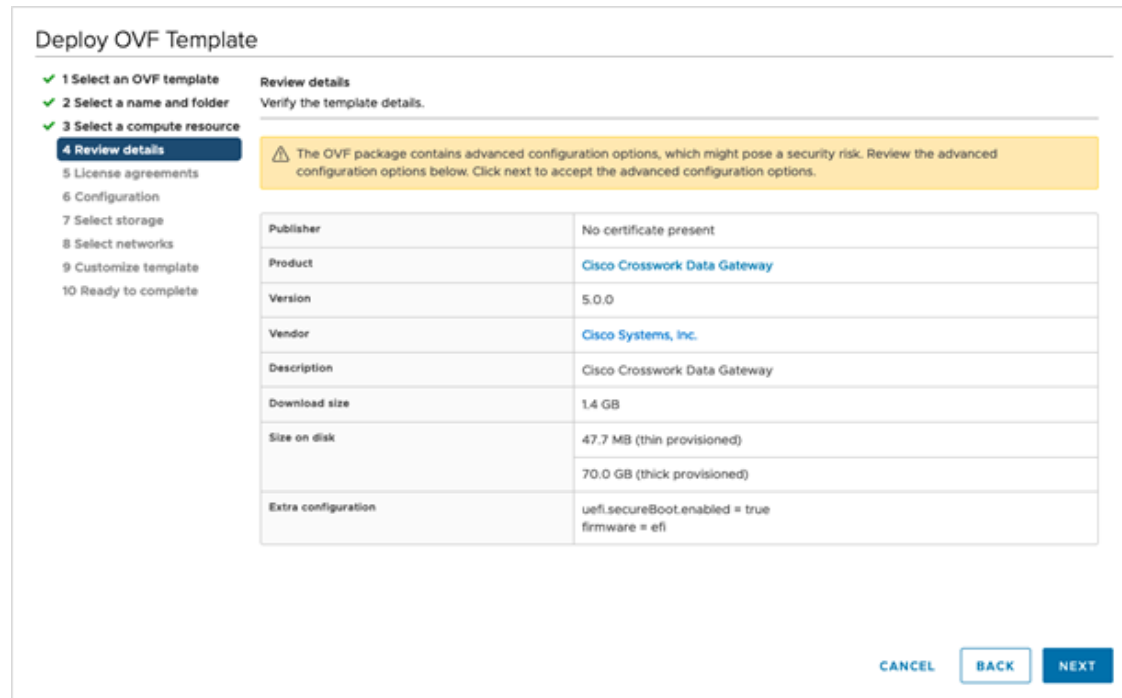 Deploy OVF Template
1 Select an OVF template
2 Select a name and folder
3 Select a compute resource
4 Review details
5 License agreements
6 Configuration
7 Select storage
8 Select networks
9 Customize template
10 Ready to complete
Review details
Verify the template details.
The OVF package contains advanced configuration options, which might pose a security risk. Review the advanced
configuration options below. Click next to accept the advanced configuration options.
Publisher No certificate present
Product Cisco Crosswork Data Gateway
Version 5.0.0
Vendor Cisco Systems, Inc.
Description Cisco Crosswork Data Gateway
Download size 1.4 GB
Size on disk 47.7 MB (thin provisioned)
70.0 GB (thick provisioned)
Extra configuration uefi.secureBoot.enabled = true
firmware = efi
CANCEL BACK NEXT